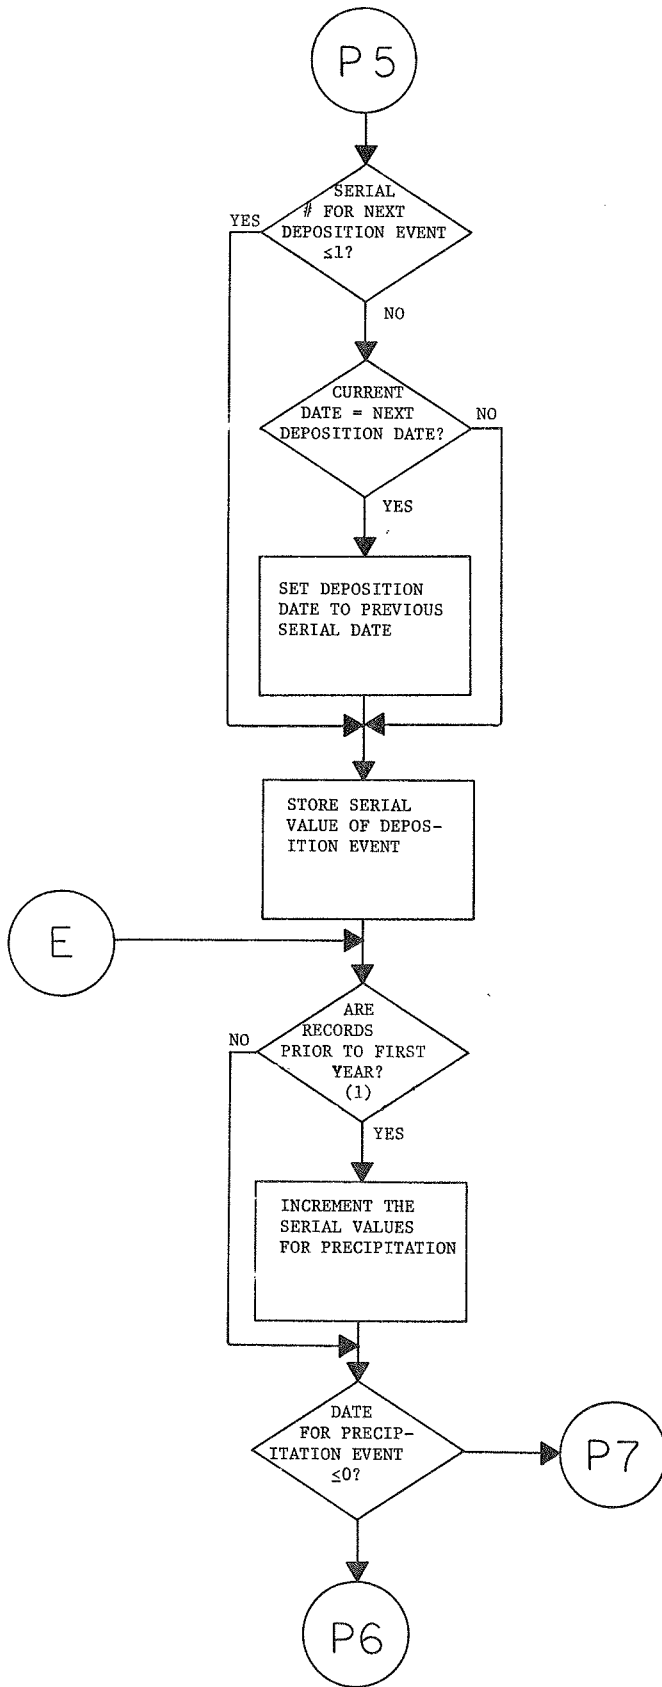 P5
SERIAL
# FOR NEXT
DEPOSITION EVENT
≤1?
YES
NO
CURRENT
DATE = NEXT
DEPOSITION DATE?
NO
YES
SET DEPOSITION
DATE TO PREVIOUS
SERIAL DATE
STORE SERIAL
VALUE OF DEPOS-
ITION EVENT
E
ARE
RECORDS
PRIOR TO FIRST
YEAR?
(1)
NO
YES
INCREMENT THE
SERIAL VALUES
FOR PRECIPITATION
DATE
FOR PRECIP-
ITATION EVENT
≤0?
P7
P6